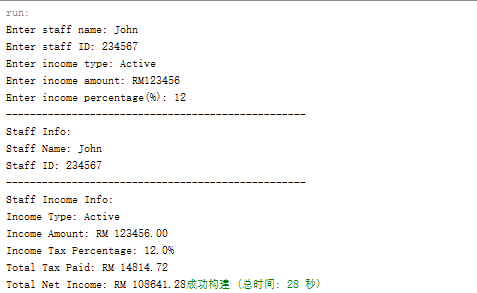 run:
Enter staff name: John
Enter staff ID: 234567
Enter income type: Active
Enter income amount: RM123456
Enter income percentage(%): 12
--------------------------------------------------
Staff Info:
Staff Name: John
Staff ID: 234567
--------------------------------------------------
Staff Income Info:
Income Type: Active
Income Amount: RM 123456.00
Income Tax Percentage: 12.0%
Total Tax Paid: RM 14814.72
Total Net Income: RM 108641.28成功构建 (总时间: 28 秒)